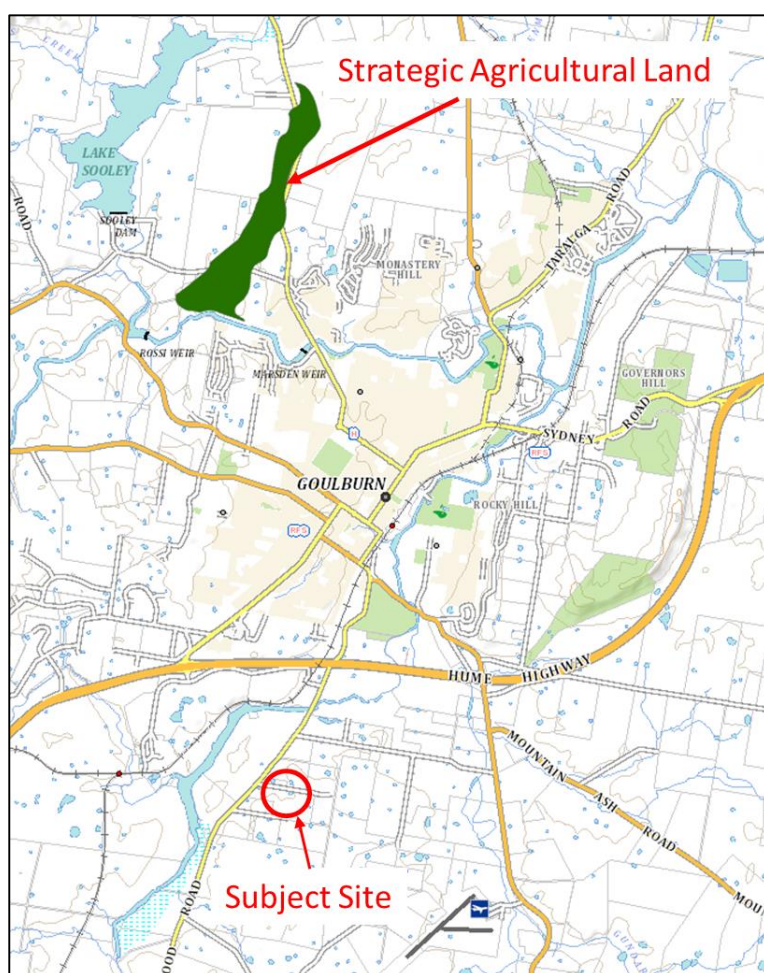 CREEK
Strategic Agricultural Land
LAKE
SOOLEY
ROAD
SOOLEY
DAM
TARALGA
ROAD
MONASTERY
HILL
ROSSI WEIR
MARSDEN WEIR
GOVERNORS
HILL
SYDNEY
ROAD
H
RFS
GOULBURN
ROCKY HILL
RFS
HUME
HIGHWAY
MOUNTAIN
ASH
ROAD
Subject Site
ROAD